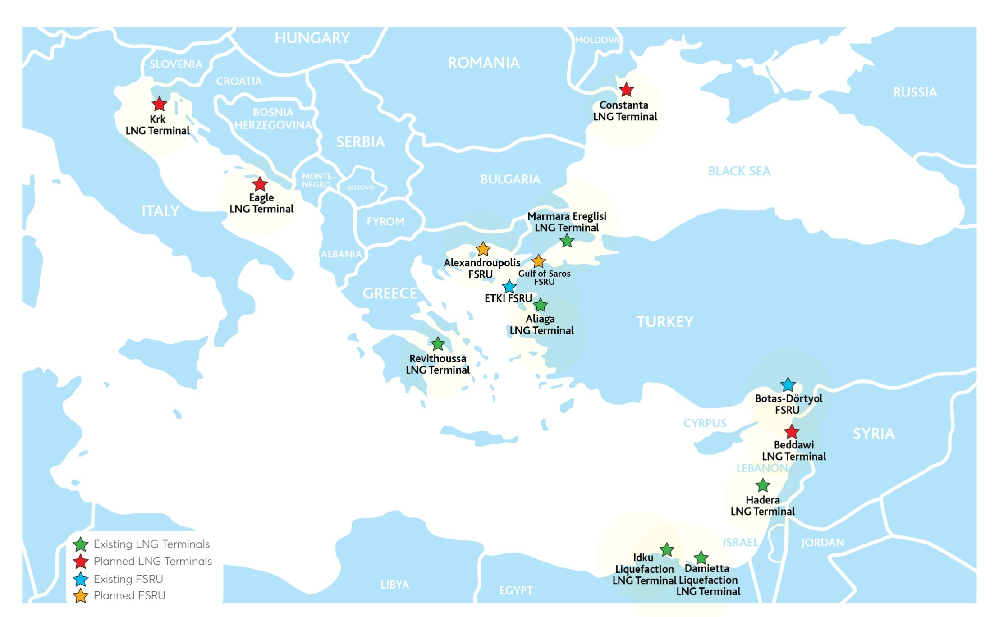 HUNGARY
MOLDOVA
SLOVENIA
ROMANIA
CROATIA
RUSSIA
Constanta
LNG Terminal
BOSNIA
HERZEGOVINA
Krk
LNG Terminal
SERBIA
BLACK SEA
MONTE-
NEGRO
KOSOVO
BULGARIA
Eagle
LNG Terminal
ITALY
FYROM
Marmara Ereglisi
LNG Terminal
ALBANIA
Alexandroupolis
FSRU
Gulf of Saros
FSRU
GREECE
ETKI FSRU
Aliaga
LNG Terminal
TURKEY
Revithoussa
LNG Terminal
Botas-Dörtyol
FSRU
CYRPUS
SYRIA
Beddawi
LNG Terminal
LEBANON
Hadera
LNG Terminal
ISRAEL
JORDAN
Idku
Liquefaction
LNG Terminal
Damietta
Liquefaction
LNG Terminal
LIBYA
EGYPT
Existing LNG Terminals
Planned LNG Terminals
Existing FSRU
Planned FSRU